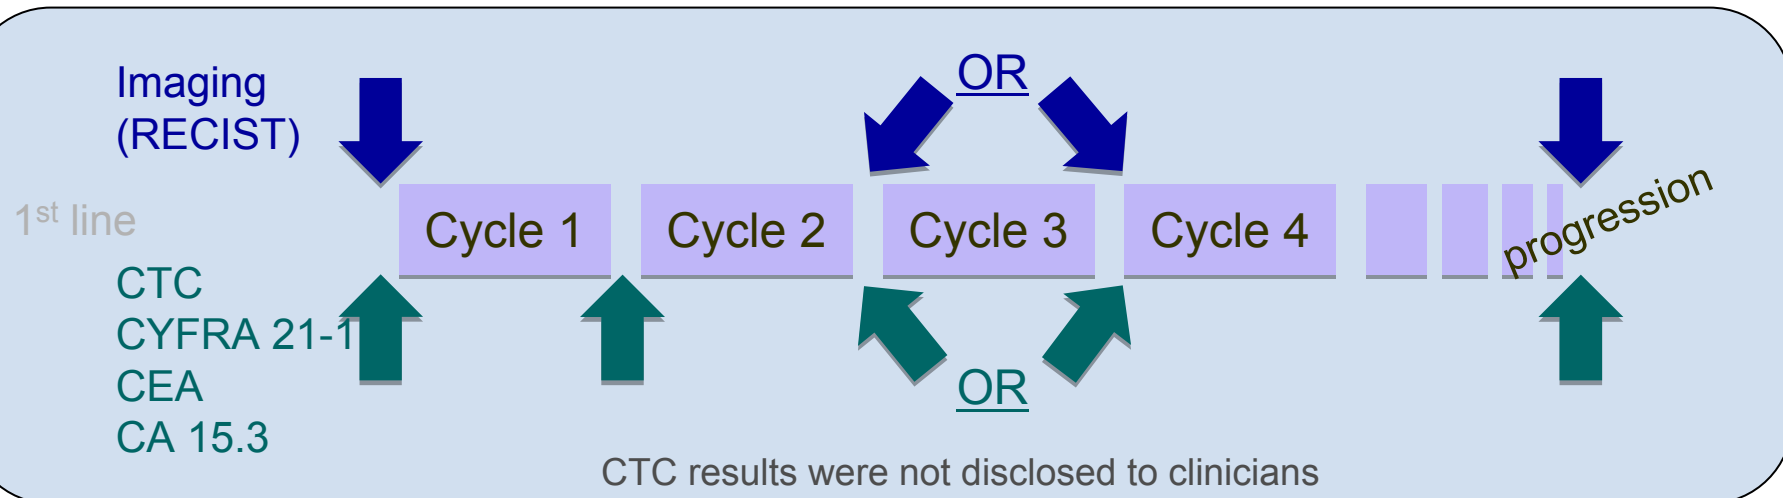 Imaging
(RECIST)
OR
1st line
Cycle 1
Cycle 2
Cycle 3
Cycle 4
progression
CTC
CYFRA 21-1
CEA
CA 15.3
OR
CTC results were not disclosed to clinicians